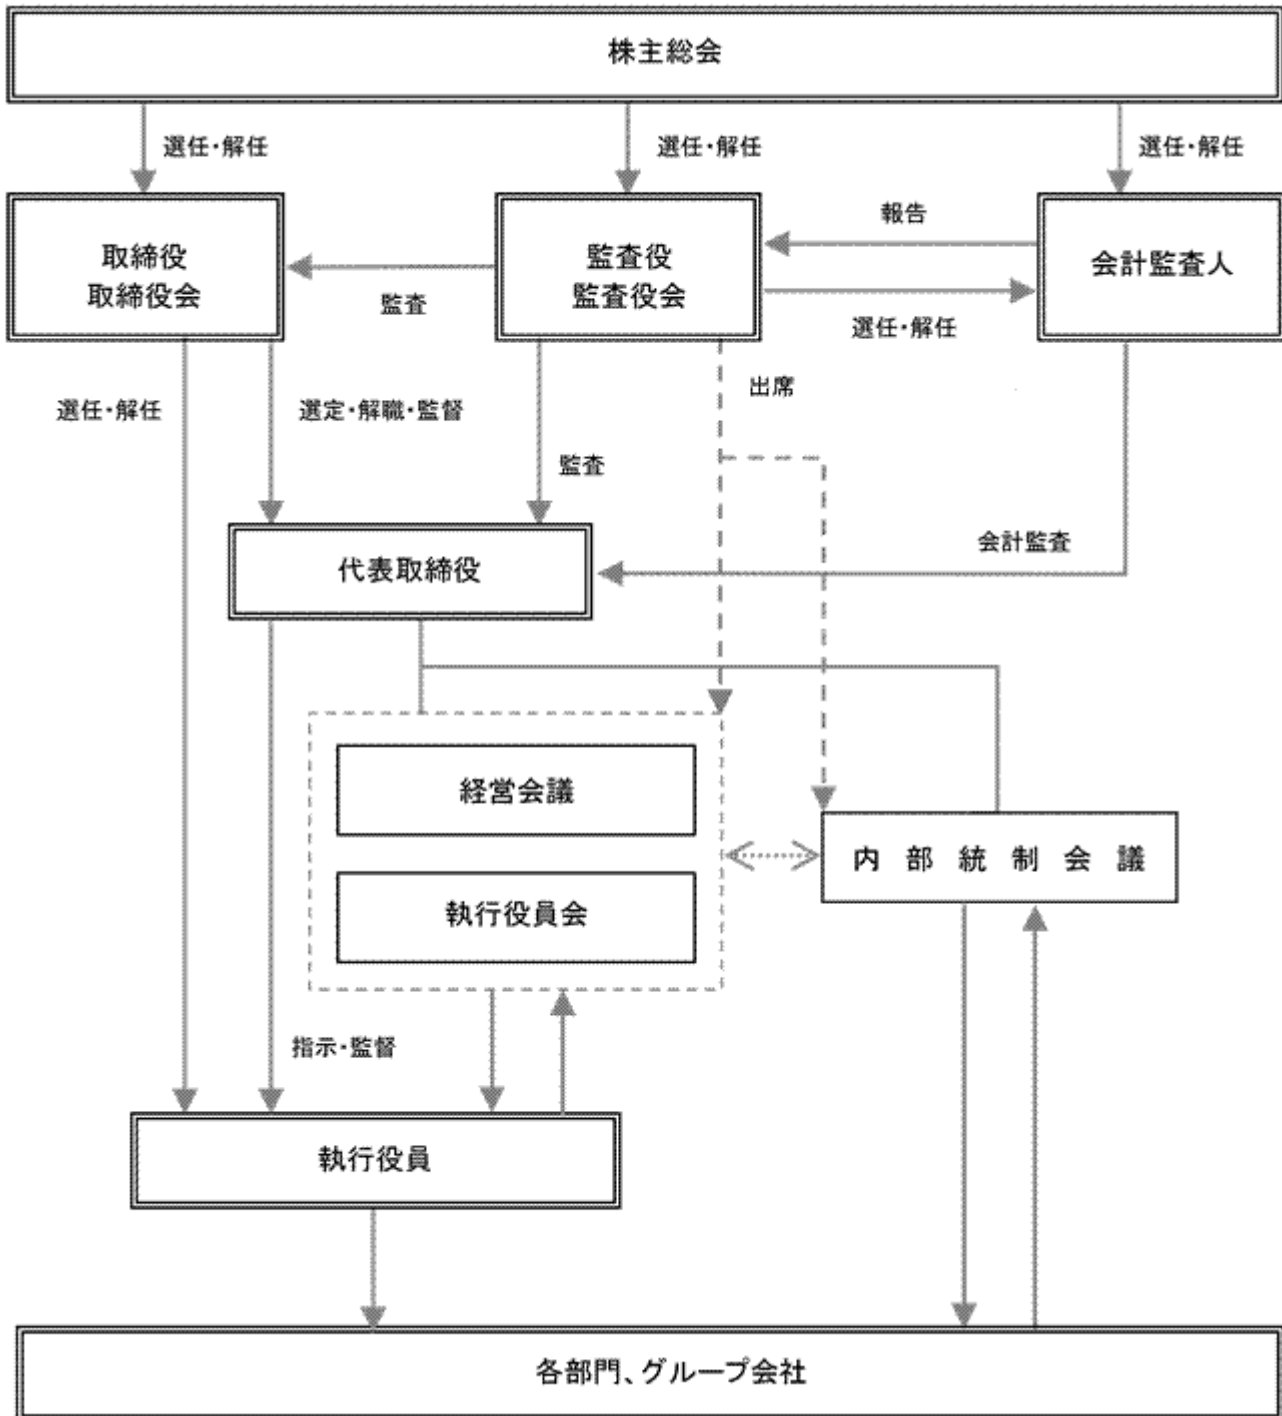 株主総会
選任・解任
選任・解任
選任・解任
取締役
取締役会
監査役
監査役会
会計監査人
報告
監査
選任・解任
選任・解任
選定・解職・監督
出席
監査
会計監査
代表取締役
経営会議
内部統制会議
執行役員会
指示・監督
執行役員
各部門、グループ会社